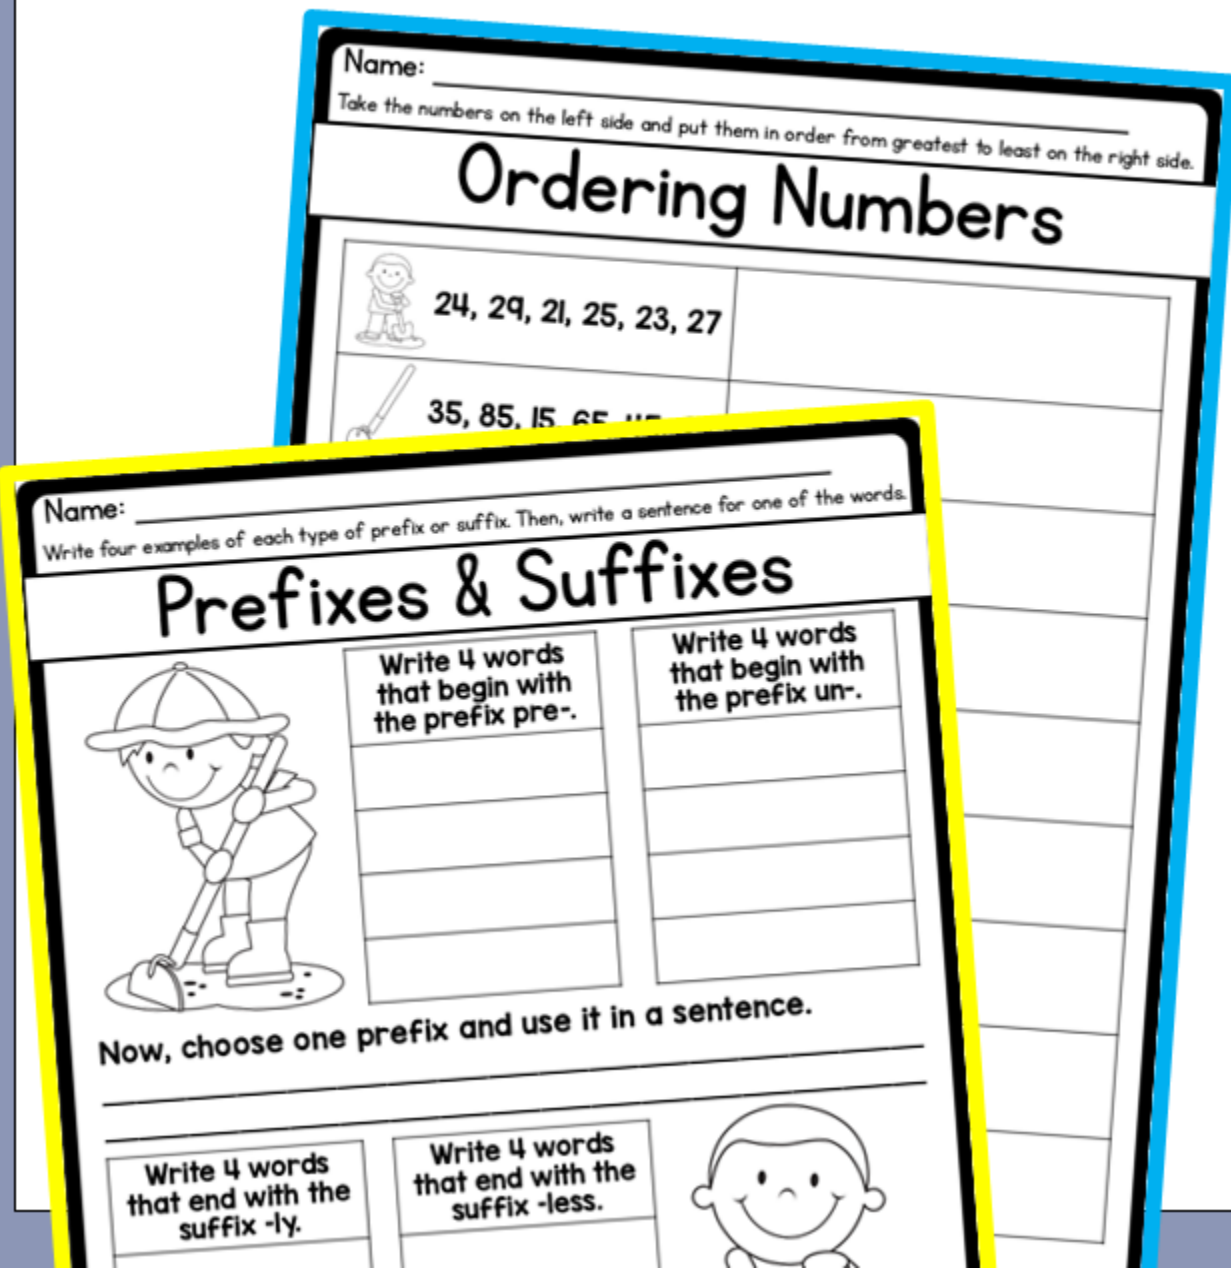 Name:
Take the numbers on the left side and put them in order from greatest to least on the right side.
Ordering Numbers
24, 29, 21, 25, 23, 27
35, 85, 15, 65,
Name:
Write four examples of each type of prefix or suffix. Then, write a sentence for one of the words.
Prefixes & Suffixes
Write 4 words
that begin with
the prefix pre-.
Write 4 words
that begin with
the prefix un-.
Now, choose one prefix and use it in a sentence.
Write 4 words
that end with the
suffix -ly.
Write 4 words
that end with the
suffix -less.